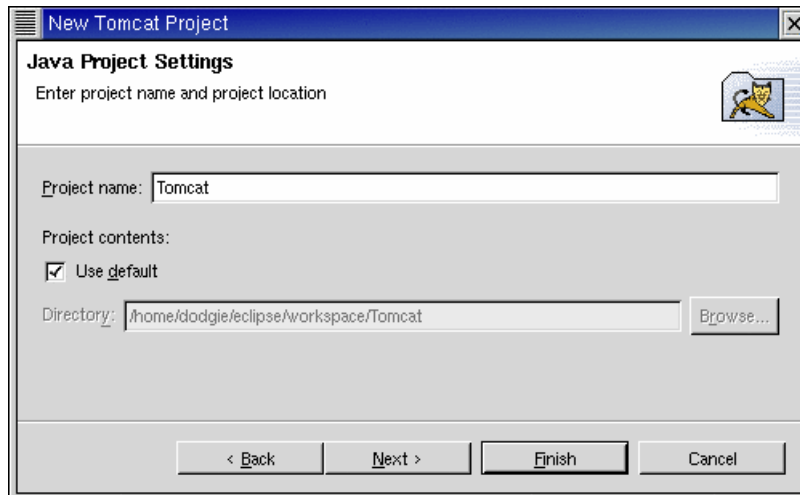 New Tomcat Project
Java Project Settings
Enter project name and project location
Project name: Tomcat
Project contents:
Use default
Directory: /home/dodgie/eclipse/workspace/Tomcat Browse...
< Back Next > Finish Cancel